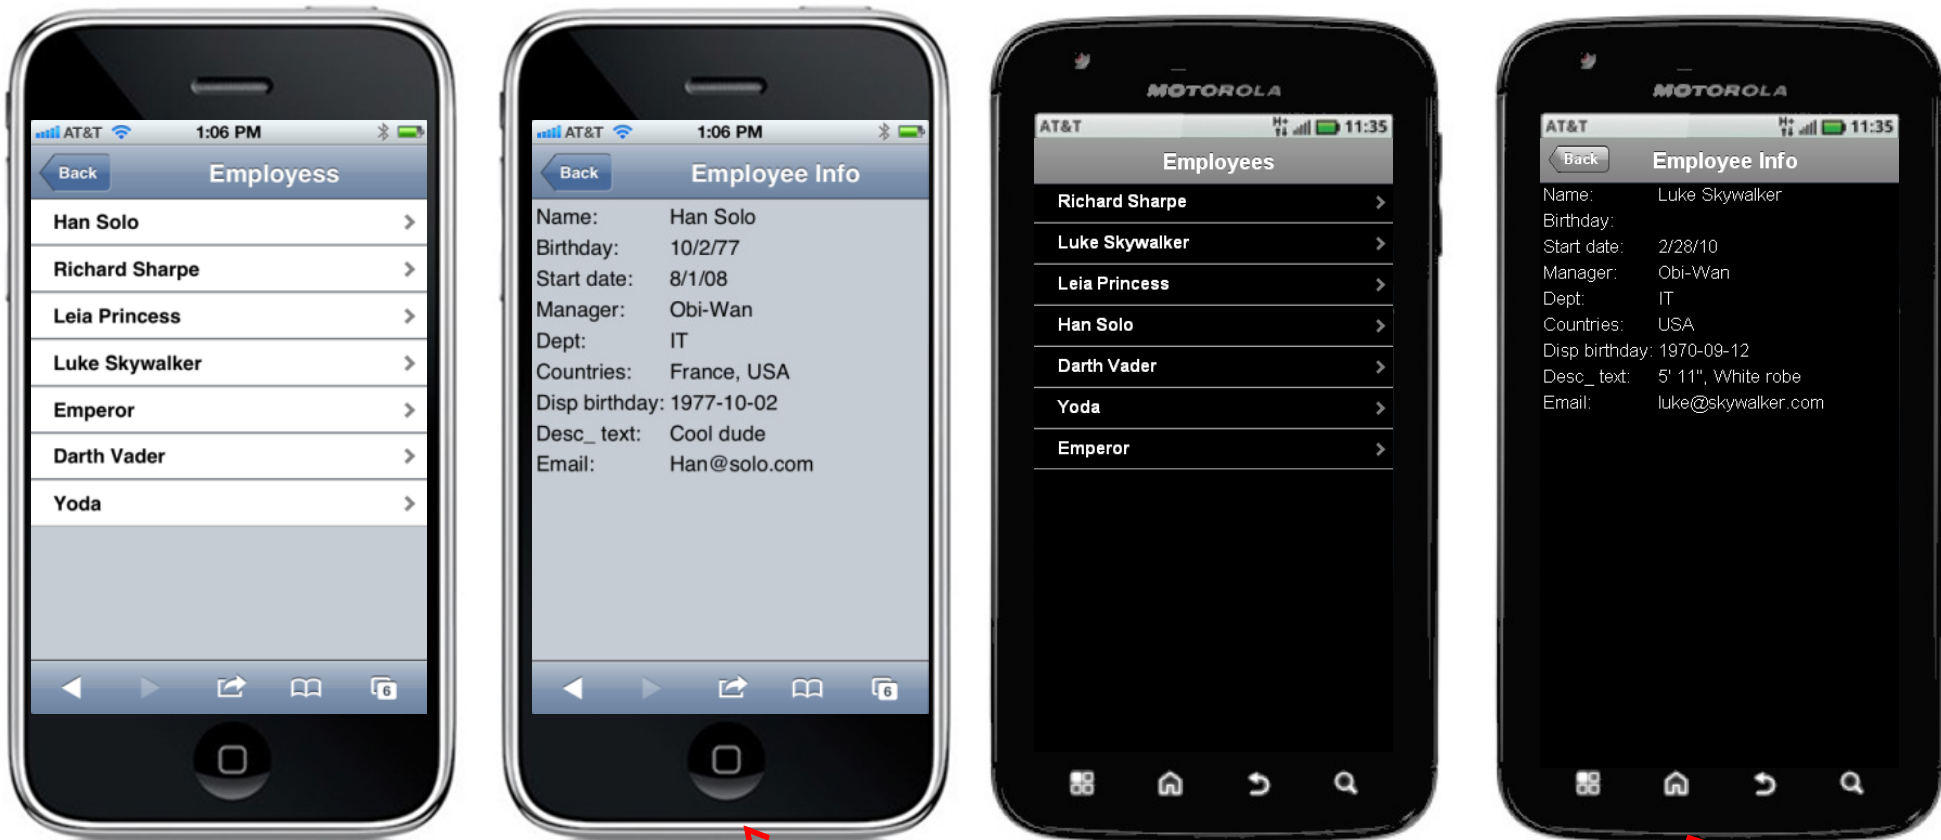 AT&T 1:06 PM
Back Employess
Han Solo
Richard Sharpe
Leia Princess
Luke Skywalker
Emperor
Darth Vader
Yoda
6
AT&T 1:06 PM
Back Employee Info
Name: Han Solo
Birthday: 10/2/77
Start date: 8/1/08
Manager: Obi-Wan
Dept: IT
Countries: France, USA
Disp birthday: 1977-10-02
Desc_ text: Cool dude
Email: Han@solo.com
6
MOTOROLA
AT&T H+ 11:35
Employees
Richard Sharpe
Luke Skywalker
Leia Princess
Han Solo
Darth Vader
Yoda
Emperor
MOTOROLA
AT&T H+ 11:35
Back Employee Info
Name: Luke Skywalker
Birthday:
Start date: 2/28/10
Manager: Obi-Wan
Dept: IT
Countries: USA
Disp birthday: 1970-09-12
Desc_ text: 5' 11", White robe
Email: luke@skywalker.com